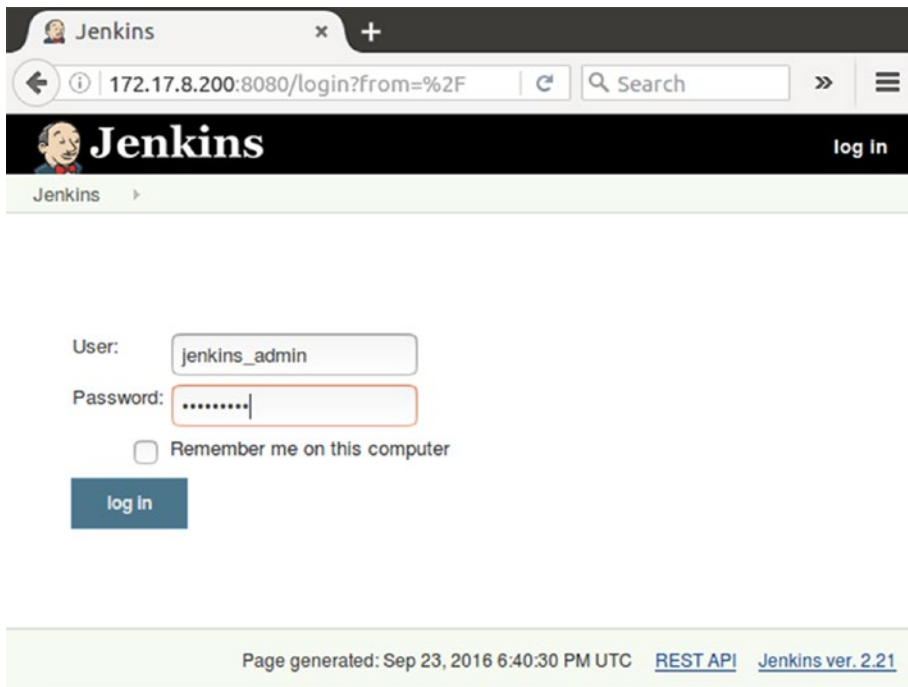 Jenkins
172.17.8.200:8080/login?from=%2F
Search
Jenkins
log in
Jenkins
User:
jenkins_admin
Password:
•••••••••
Remember me on this computer
log in
Page generated: Sep 23, 2016 6:40:30 PM UTC REST API Jenkins ver. 2.21